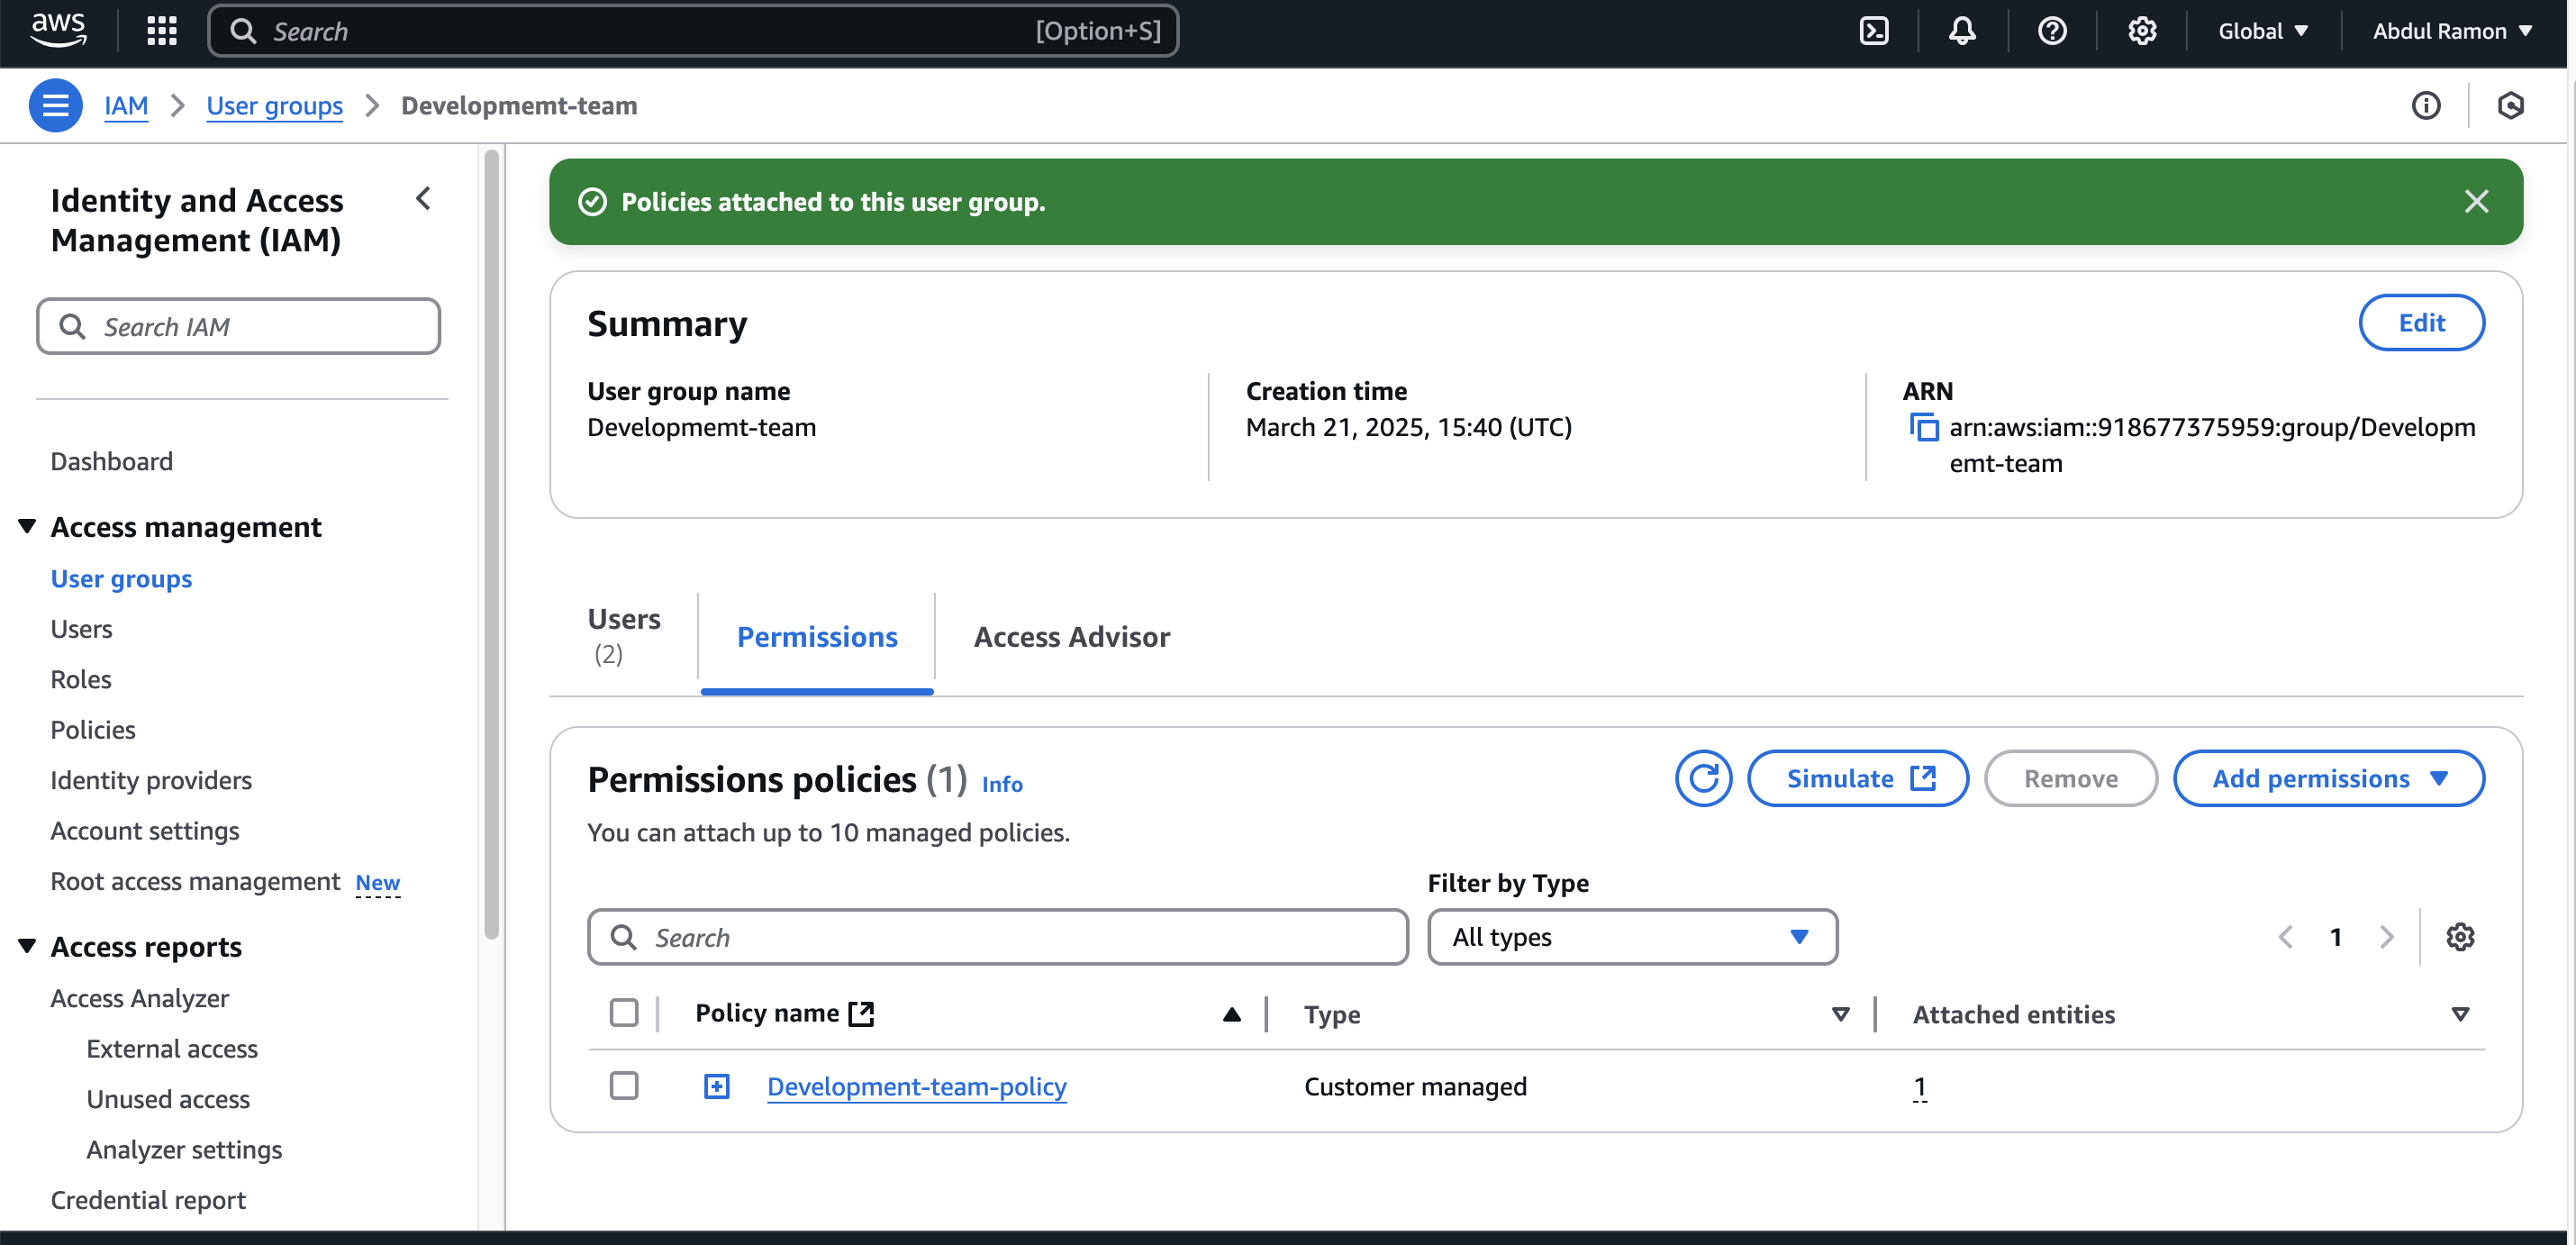 aws
Search [Option+S]
Global
Abdul Ramon
IAM
User groups
Developmemt-team
Identity and Access
Management (IAM)
Search IAM
Dashboard
Access management
User groups
Users
Roles
Policies
Identity providers
Account settings
Root access management New
Access reports
Access Analyzer
External access
Unused access
Analyzer settings
Credential report
Policies attached to this user group.
Summary
Edit
User group name
Developmemt-team
Creation time
March 21, 2025, 15:40 (UTC)
ARN
arn:aws:iam::918677375959:group/Developm
emt-team
Users
(2)
Permissions
Access Advisor
Permissions policies (1) Info
Simulate
Remove
Add permissions
You can attach up to 10 managed policies.
Filter by Type
Search
All types
1
Policy name
Type
Attached entities
Development-team-policy
Customer managed
1